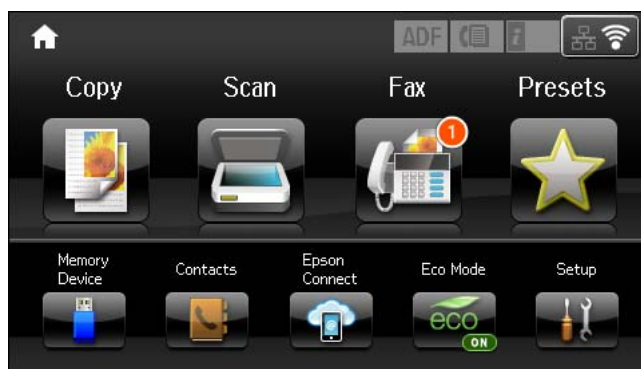 ADF i
Copy Scan Fax Presets
1
Memory Device Contacts Epson Connect Eco Mode Setup
eco
ON